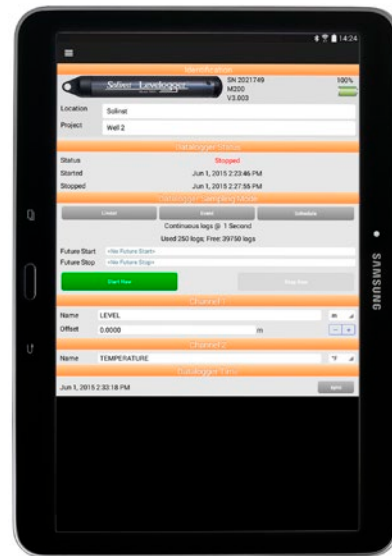 14:24
Identification
Solinst Levelogger
SN 2021749
M200
V3.003
100%
Location Solinst
Project Well 2
Datalogger Status
Status Stopped
Started Jun 1, 2015 2:23:46 PM
Stopped Jun 1, 2015 2:27:55 PM
Datalogger Sampling Mode
Linear Event Schedule
Continuous logs @ 1 Second
Used 250 logs; Free: 39750 logs
Future Start <No Future Start>
Future Stop <No Future Stop>
Start Now Stop Now
Channel 1
Name LEVEL m
Offset 0.0000 m - +
Channel 2
Name TEMPERATURE °F
Datalogger Time
Jun 1, 2015 2:33:18 PM sync
SAMSUNG